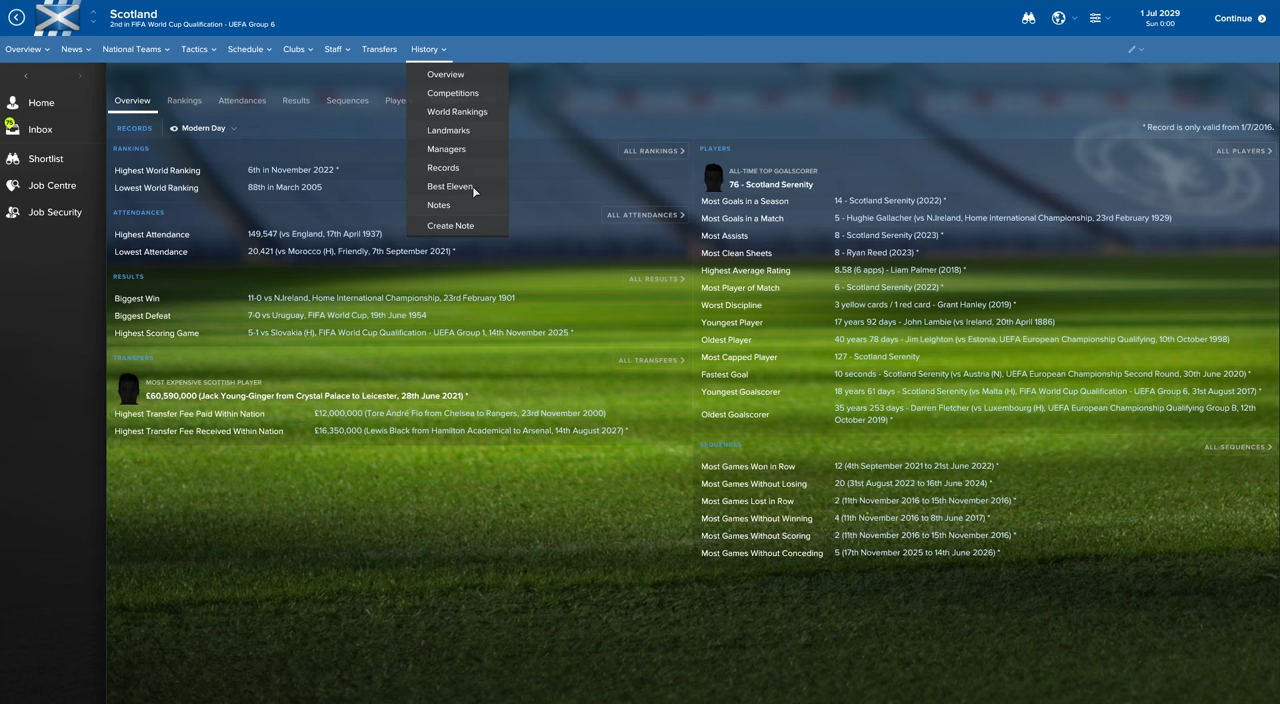 Scotland
2nd in FIFA World Cup Qualification - UEFA Group 6
1 Jul 2029
Sun 0:00
Continue
Overview
News
National Teams
Tactics
Schedule
Clubs
Staff
Transfers
History
Overview
Competitions
World Rankings
Landmarks
Managers
Records
Best Eleven
Notes
Create Note
Home
75
Inbox
Shortlist
Job Centre
Job Security
Overview Rankings Attendances Results Sequences
RECORDS Modern Day
* Record is only valid from 1/7/2016.
RANKINGS
ALL RANKINGS
Highest World Ranking 6th in November 2022 *
Lowest World Ranking 88th in March 2005
ATTENDANCES
ALL ATTENDANCES
Highest Attendance 149,547 (vs England, 17th April 1937)
Lowest Attendance 20,421 (vs Morocco (H), Friendly, 7th September 2021) *
RESULTS
ALL RESULTS
Biggest Win 11-0 vs N.Ireland, Home International Championship, 23rd February 1901
Biggest Defeat 7-0 vs Uruguay, FIFA World Cup, 19th June 1954
Highest Scoring Game 5-1 vs Slovakia (H), FIFA World Cup Qualification - UEFA Group 1, 14th November 2025 *
TRANSFERS
ALL TRANSFERS
MOST EXPENSIVE SCOTTISH PLAYER
£60,590,000 (Jack Young-Ginger from Crystal Palace to Leicester, 28th June 2021) *
Highest Transfer Fee Paid Within Nation £12,000,000 (Tore André Flo from Chelsea to Rangers, 23rd November 2000)
Highest Transfer Fee Received Within Nation £16,350,000 (Lewis Black from Hamilton Academical to Arsenal, 14th August 2027) *
PLAYERS
ALL PLAYERS
ALL-TIME TOP GOALSCORER
76 - Scotland Serenity
Most Goals in a Season 14 - Scotland Serenity (2022) *
Most Goals in a Match 5 - Hughie Gallacher (vs N.Ireland, Home International Championship, 23rd February 1929)
Most Assists 8 - Scotland Serenity (2023) *
Most Clean Sheets 8 - Ryan Reed (2023) *
Highest Average Rating 8.58 (6 apps) - Liam Palmer (2018) *
Most Player of Match 6 - Scotland Serenity (2022) *
Worst Discipline 3 yellow cards / 1 red card - Grant Hanley (2019) *
Youngest Player 17 years 92 days - John Lambie (vs Ireland, 20th April 1886)
Oldest Player 40 years 78 days - Jim Leighton (vs Estonia, UEFA European Championship Qualifying, 10th October 1998)
Most Capped Player 127 - Scotland Serenity
Fastest Goal 10 seconds - Scotland Serenity (vs Austria (N), UEFA European Championship Second Round, 30th June 2020) *
Youngest Goalscorer 18 years 61 days - Scotland Serenity (vs Malta (H), FIFA World Cup Qualification - UEFA Group 6, 31st August 2017) *
Oldest Goalscorer 35 years 253 days - Darren Fletcher (vs Luxembourg (H), UEFA European Championship Qualifying Group B, 12th
October 2019) *
SEQUENCES
ALL SEQUENCES
Most Games Won in Row 12 (4th September 2021 to 21st June 2022) *
Most Games Without Losing 20 (31st August 2022 to 16th June 2024) *
Most Games Lost in Row 2 (11th November 2016 to 15th November 2016) *
Most Games Without Winning 4 (11th November 2016 to 8th June 2017) *
Most Games Without Scoring 2 (11th November 2016 to 15th November 2016) *
Most Games Without Conceding 5 (17th November 2025 to 14th June 2026) *